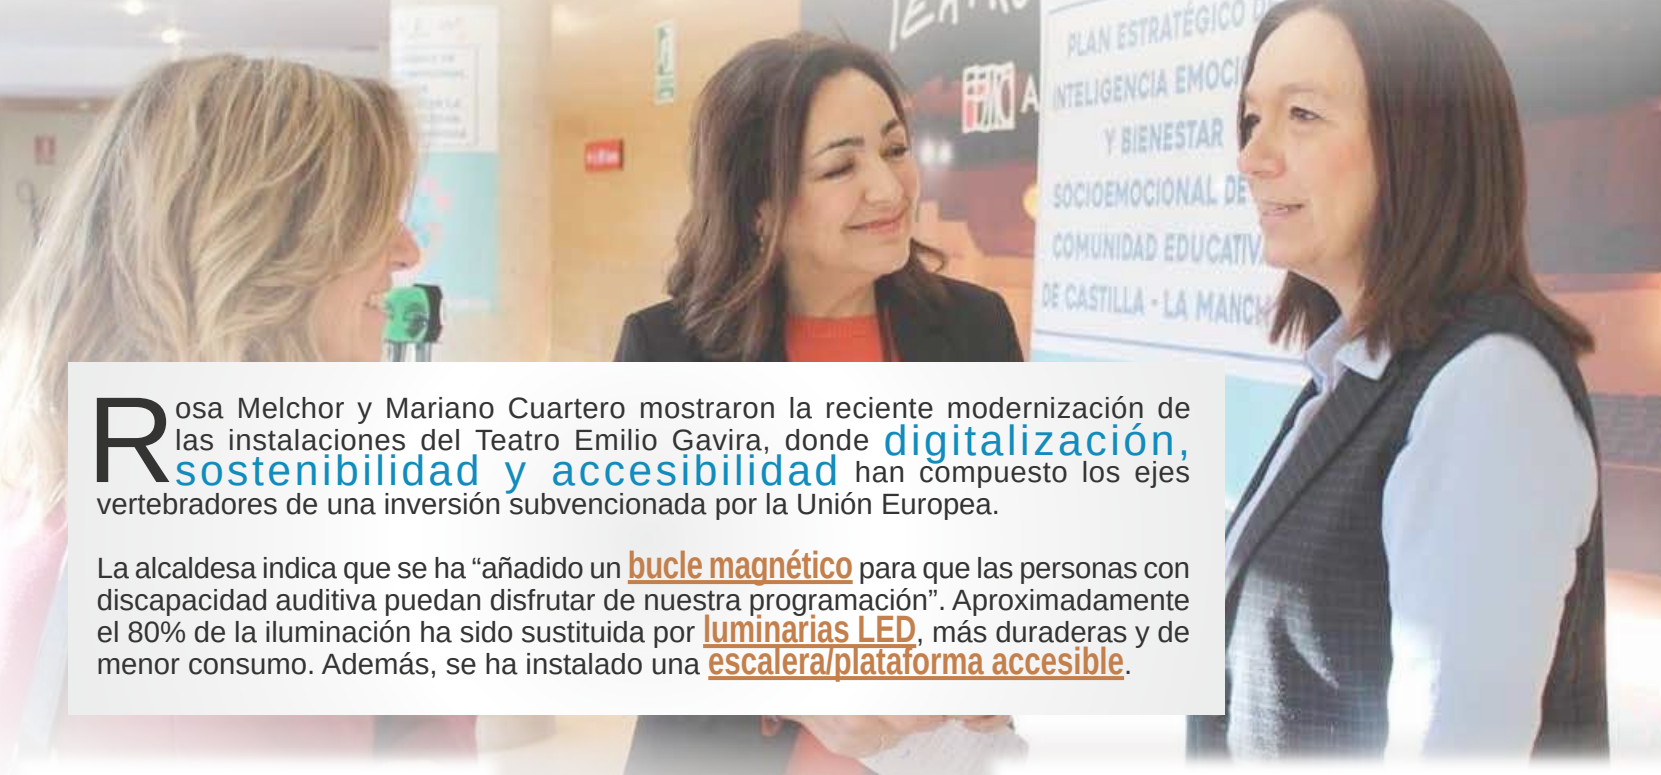 PLAN ESTRATÉGICO
INTELIGENCIA
Y BIENESTAR
SOCIOEMOCIONAL DE
COMUNIDAD
DE CASTILLA - LA
Rosa Melchor y Mariano Cuartero mostraron la reciente modernización de
las instalaciones del Teatro Emilio Gavira, donde digitalización,
sostenibilidad y accesibilidad han compuesto los ejes
vertebradores de una inversión subvencionada por la Unión Europea.
La alcaldesa indica que se ha “añadido un bucle magnético para que las personas con
discapacidad auditiva puedan disfrutar de nuestra programación”. Aproximadamente
el 80% de la iluminación ha sido sustituida por luminarias LED, más duraderas y de
menor consumo. Además, se ha instalado una escalera/plataforma accesible.